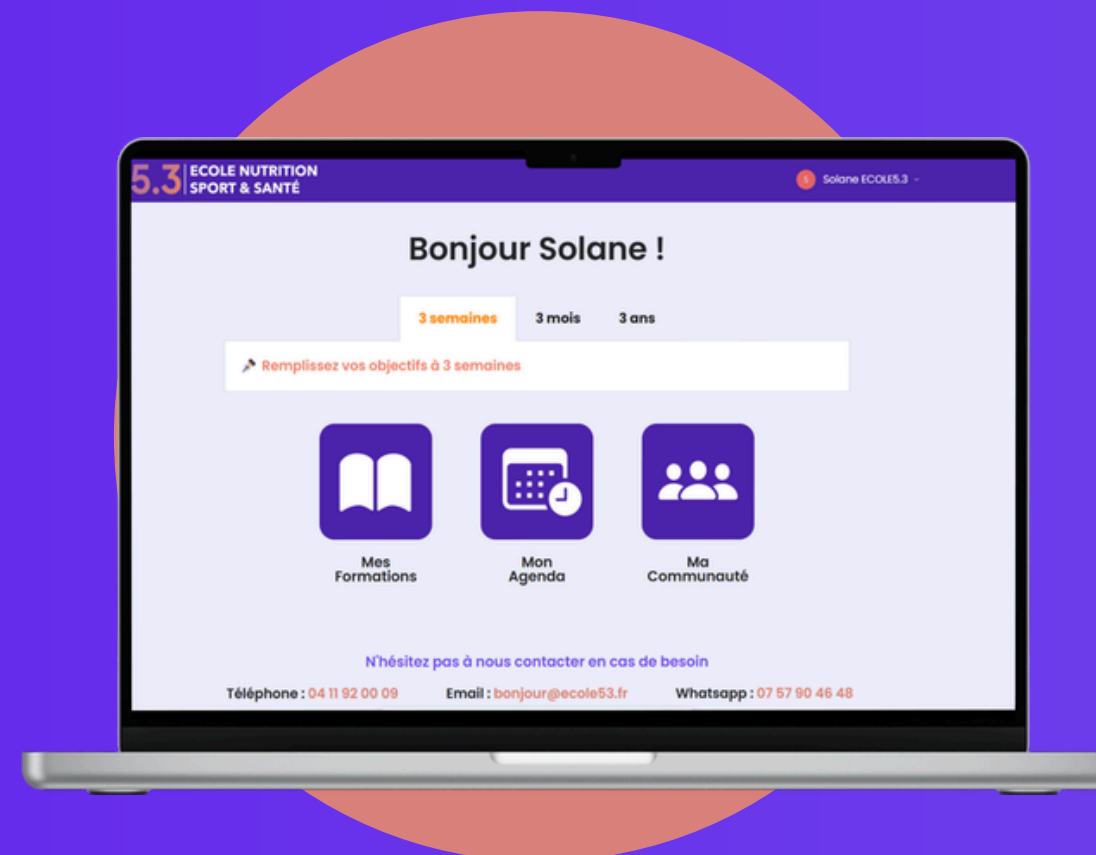 5.3 ECOLE NUTRITION
SPORT & SANTÉ
S Solane ECOLE5.3
Bonjour Solane !
3 semaines 3 mois 3 ans
Remplissez vos objectifs à 3 semaines
Mes
Formations
Mon
Agenda
Ma
Communauté
N'hésitez pas à nous contacter en cas de besoin
Téléphone : 04 11 92 00 09 Email : bonjour@ecole53.fr Whatsapp : 07 57 90 46 48